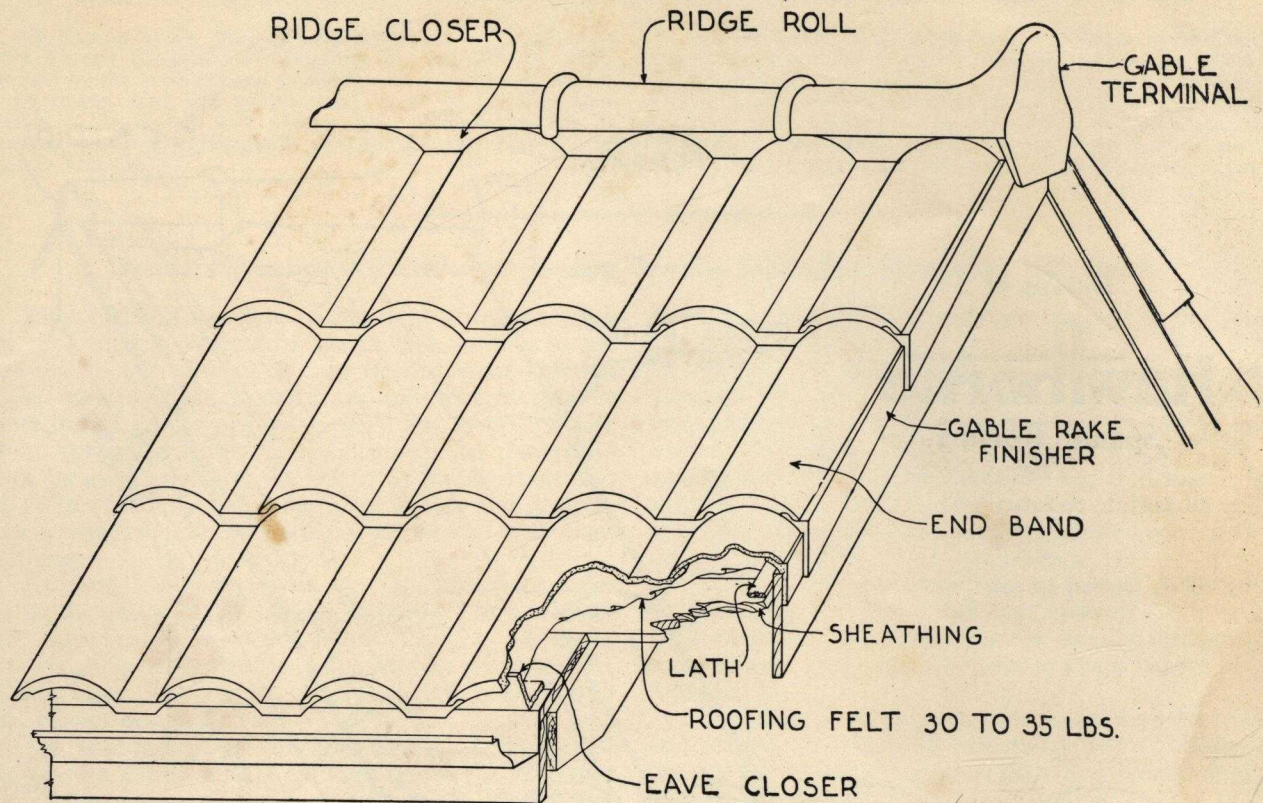 RIDGE CLOSER
RIDGE ROLL
GABLE
TERMINAL
GABLE RAKE
FINISHER
END BAND
SHEATHING
LATH
ROOFING FELT 30 TO 35 LBS.
EAVE CLOSER